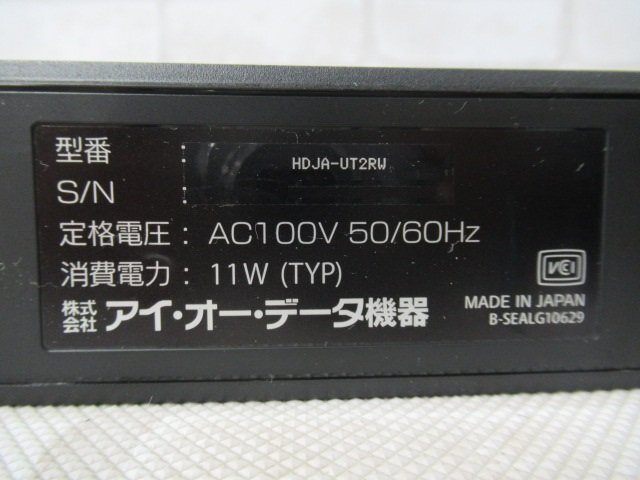 型番 : HDJA-UT2RW
S/N :
定格電圧 : AC100V 50/60Hz
消費電力 : 11W (TYP)
株式会社 アイ・オー・データ機器
VCCI
MADE IN JAPAN
B-SEALG10629